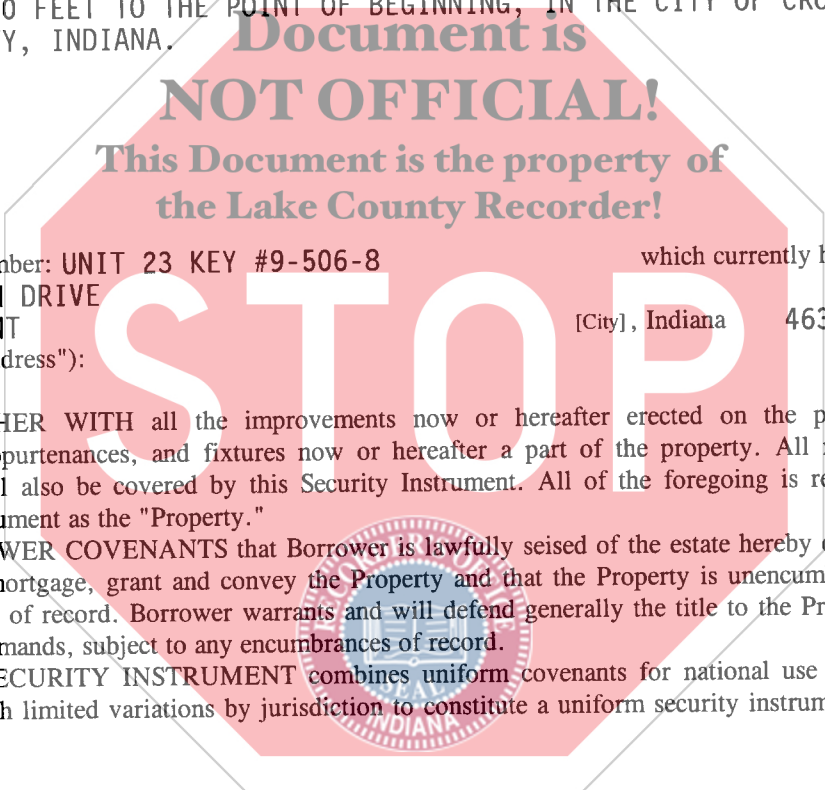 O FEET TO THE POINT OF BEGINNING, IN THE CITY OF CRO
Y, INDIANA.
Document is
NOT OFFICIAL!
This Document is the property of
the Lake County Recorder!
mber: UNIT 23 KEY #9-506-8 which currently h
DRIVE
NT [City], Indiana 463
dress"):
STOP
HER WITH all the improvements now or hereafter erected on the p
purtenances, and fixtures now or hereafter a part of the property. All
l also be covered by this Security Instrument. All of the foregoing is re
ument as the "Property."
WER COVENANTS that Borrower is lawfully seised of the estate hereby
mortgage, grant and convey the Property and that the Property is unencum
of record. Borrower warrants and will defend generally the title to the Pr
mands, subject to any encumbrances of record.
ECURITY INSTRUMENT combines uniform covenants for national use
h limited variations by jurisdiction to constitute a uniform security instrum
RECORDER OFFICE
SEAL
INDIANA